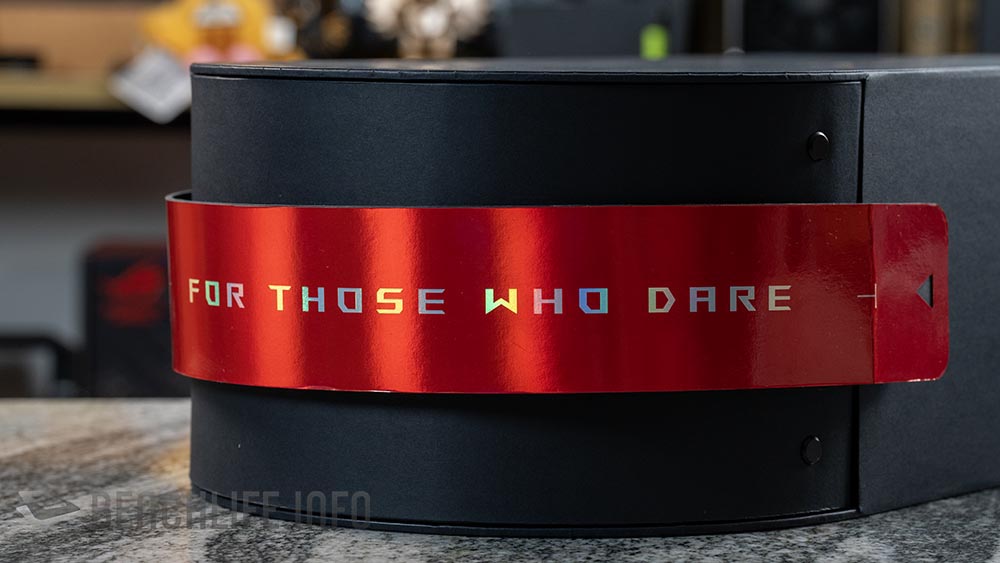 FOR THOSE WHO DARE
BENCHLIFE.INFO